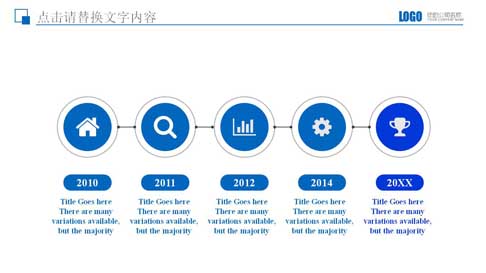 点击请替换文字内容
LOGO
您的公司名称
YOUR COMPANY NAME
2010
2011
2012
2014
20XX
Title Goes here
There are many
variations available,
but the majority
Title Goes here
There are many
variations available,
but the majority
Title Goes here
There are many
variations available,
but the majority
Title Goes here
There are many
variations available,
but the majority
Title Goes here
There are many
variations available,
but the majority